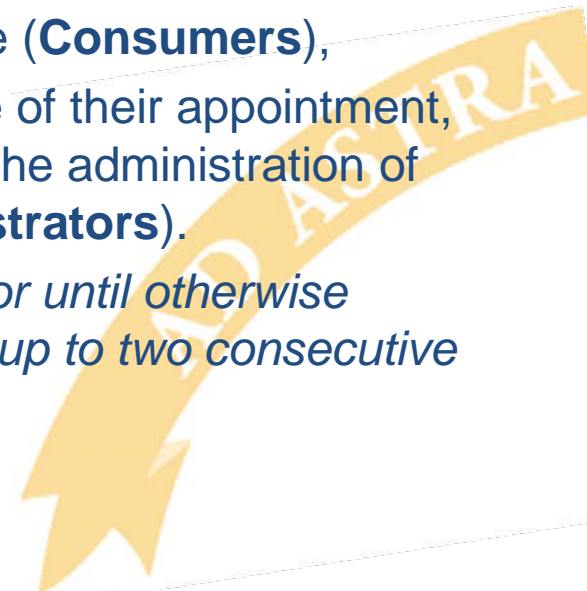 e (Consumers),
e of their appointment,
he administration of
strators).
or until otherwise
up to two consecutive
AD ASTRA